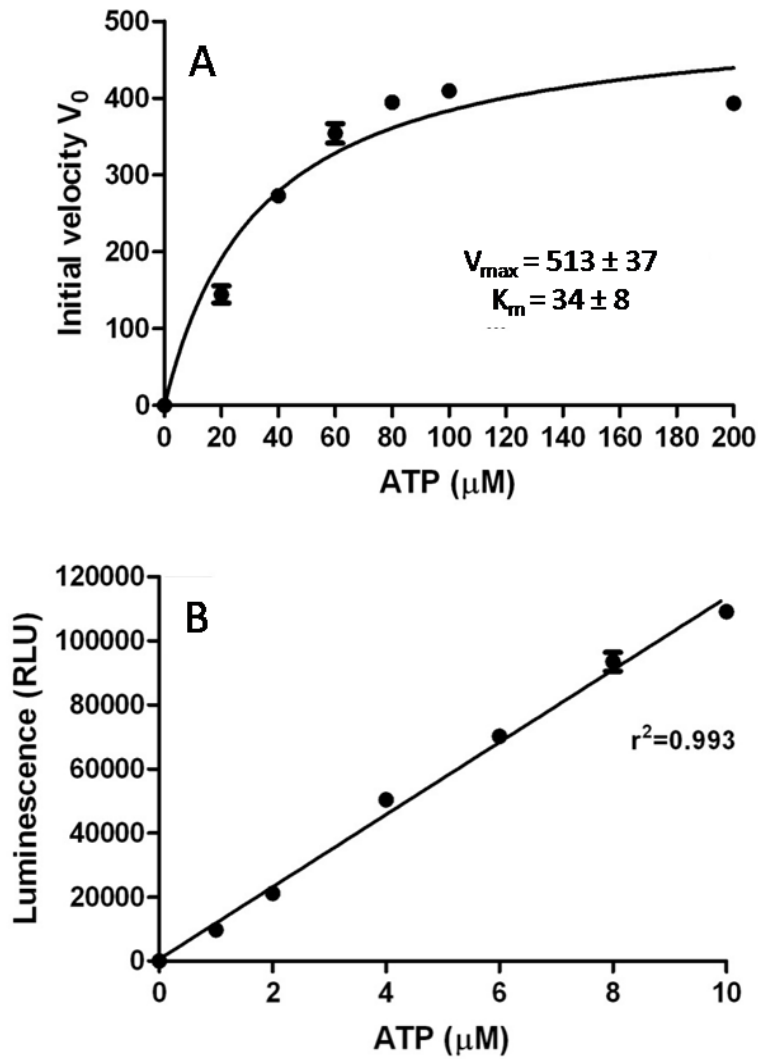 A
500
400
300
200
100
0
Initial velocity V₀
Vmax = 513 ± 37
Km = 34 ± 8
0 20 40 60 80 100 120 140 160 180 200
ATP (μM)
B
120000
100000
80000
60000
40000
20000
0
Luminescence (RLU)
r²=0.993
0 2 4 6 8 10
ATP (μM)